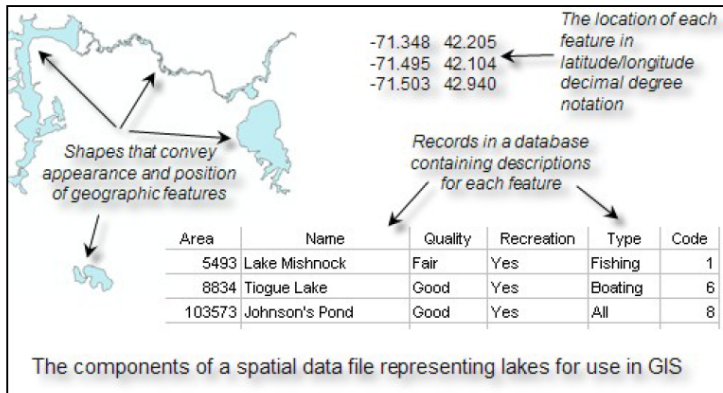 -71.348 42.205
-71.495 42.104
-71.503 42.940
The location of each
feature in
latitude/longitude
decimal degree
notation
Shapes that convey
appearance and position
of geographic features
Records in a database
containing descriptions
for each feature
Area Name Quality Recreation Type Code
5493 Lake Mishnock Fair Yes Fishing 1
8834 Tiogue Lake Good Yes Boating 6
103573 Johnson's Pond Good Yes All 8
The components of a spatial data file representing lakes for use in GIS